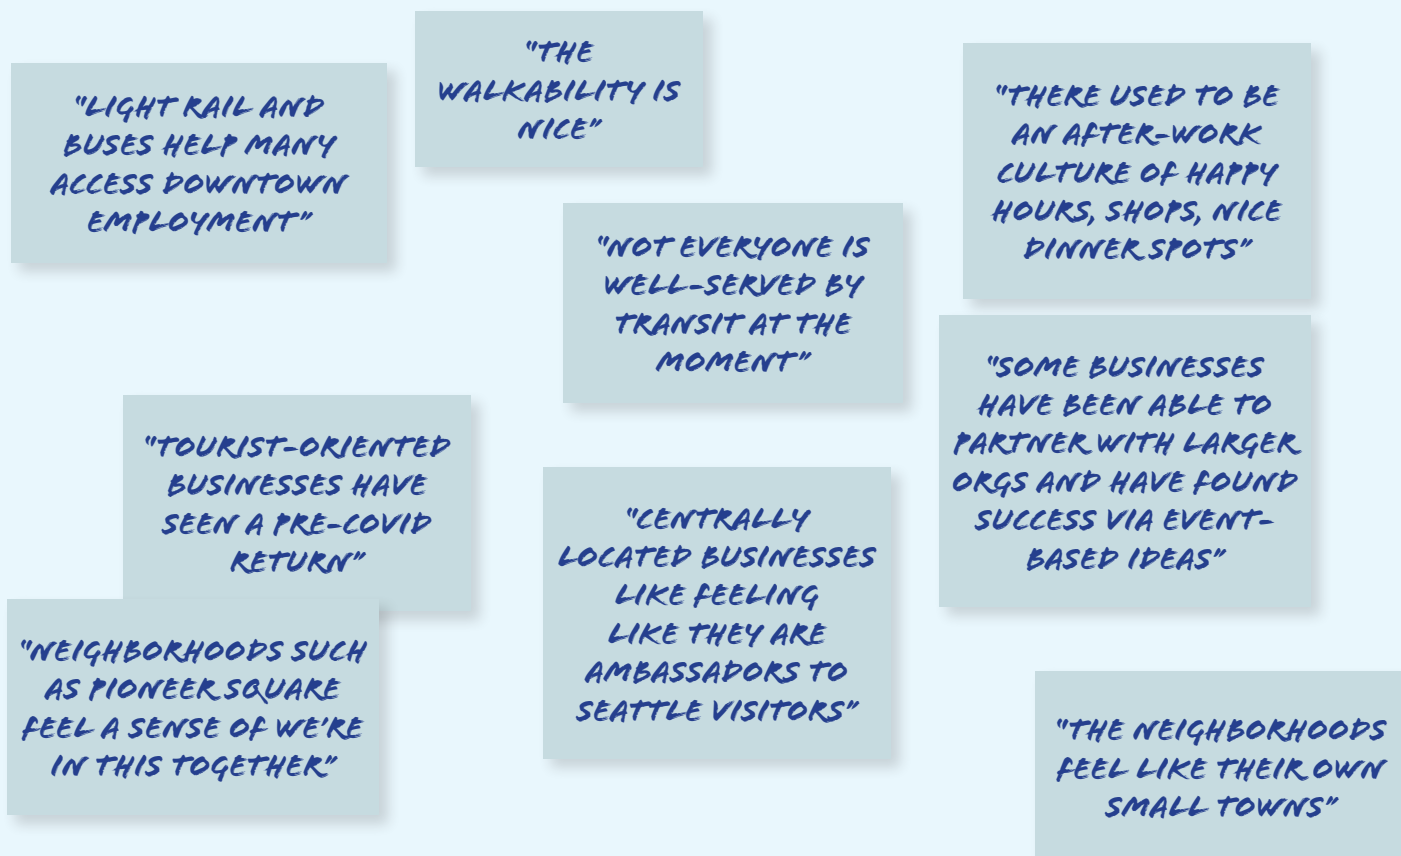 "LIGHT RAIL AND
BUSES HELP MANY
ACCESS DOWNTOWN
EMPLOYMENT"
"THE
WALKABILITY IS
NICE"
"THERE USED TO BE
AN AFTER-WORK
CULTURE OF HAPPY
HOURS, SHOPS, NICE
DINNER SPOTS"
"NOT EVERYONE IS
WELL-SERVED BY
TRANSIT AT THE
MOMENT"
"SOME BUSINESSES
HAVE BEEN ABLE TO
PARTNER WITH LARGER
ORGS AND HAVE FOUND
SUCCESS VIA EVENT-
BASED IDEAS"
"TOURIST-ORIENTED
BUSINESSES HAVE
SEEN A PRE-COVID
RETURN"
"CENTRALLY
LOCATED BUSINESSES
LIKE FEELING
LIKE THEY ARE
AMBASSADORS TO
SEATTLE VISITORS"
"NEIGHBORHOODS SUCH
AS PIONEER SQUARE
FEEL A SENSE OF WE'RE
IN THIS TOGETHER"
"THE NEIGHBORHOODS
FEEL LIKE THEIR OWN
SMALL TOWNS"